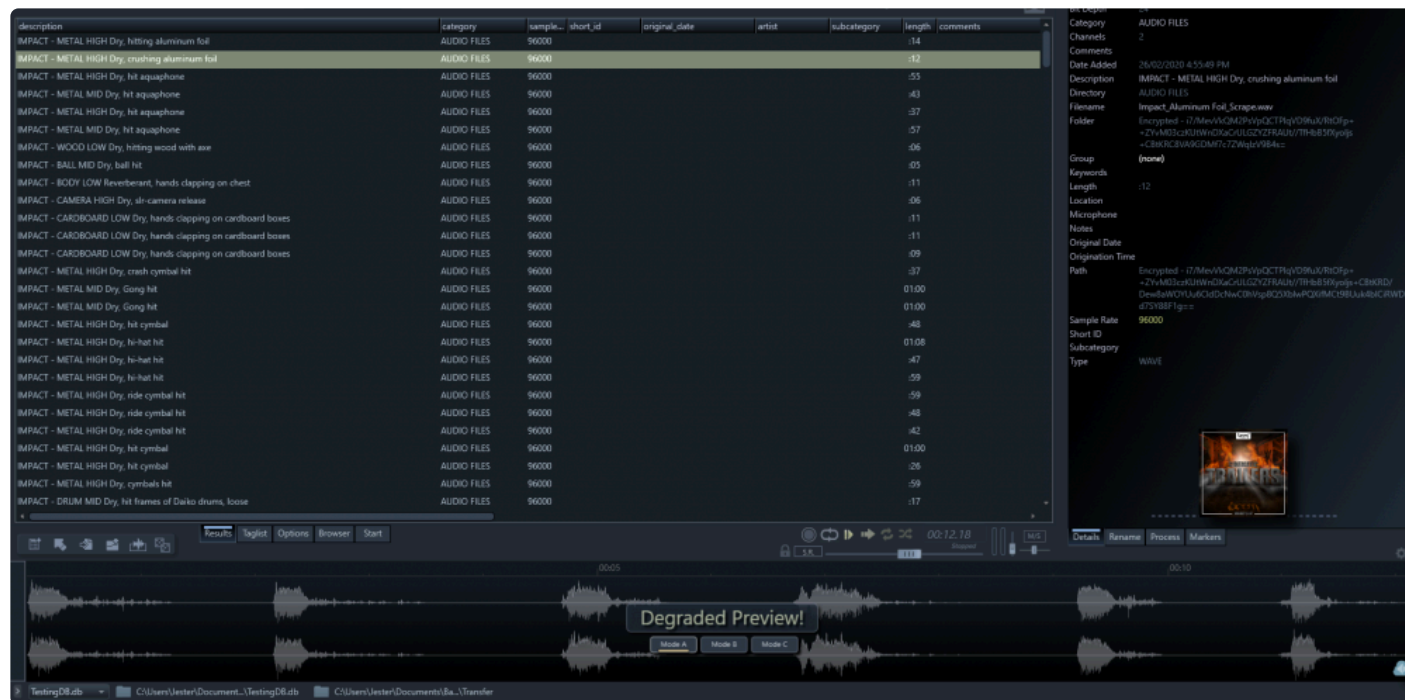 description category sample... short_id original_date artist subcategory length comments
IMPACT - METAL HIGH Dry, hitting aluminum foil AUDIO FILES 96000 :14
IMPACT - METAL HIGH Dry, crushing aluminum foil AUDIO FILES 96000 :12
IMPACT - METAL HIGH Dry, hit aquaphone AUDIO FILES 96000 :55
IMPACT - METAL MID Dry, hit aquaphone AUDIO FILES 96000 :43
IMPACT - METAL HIGH Dry, hit aquaphone AUDIO FILES 96000 :37
IMPACT - METAL MID Dry, hit aquaphone AUDIO FILES 96000 :57
IMPACT - WOOD LOW Dry, hitting wood with axe AUDIO FILES 96000 :06
IMPACT - BALL MID Dry, ball hit AUDIO FILES 96000 :05
IMPACT - BODY LOW Reverberant, hands clapping on chest AUDIO FILES 96000 :11
IMPACT - CAMERA HIGH Dry, slr-camera release AUDIO FILES 96000 :06
IMPACT - CARDBOARD LOW Dry, hands clapping on cardboard boxes AUDIO FILES 96000 :11
IMPACT - CARDBOARD LOW Dry, hands clapping on cardboard boxes AUDIO FILES 96000 :11
IMPACT - CARDBOARD LOW Dry, hands clapping on cardboard boxes AUDIO FILES 96000 :09
IMPACT - METAL HIGH Dry, crash cymbal hit AUDIO FILES 96000 :37
IMPACT - METAL MID Dry, Gong hit AUDIO FILES 96000 01:00
IMPACT - METAL MID Dry, Gong hit AUDIO FILES 96000 01:00
IMPACT - METAL HIGH Dry, hit cymbal AUDIO FILES 96000 :48
IMPACT - METAL HIGH Dry, hi-hat hit AUDIO FILES 96000 01:08
IMPACT - METAL HIGH Dry, hi-hat hit AUDIO FILES 96000 :47
IMPACT - METAL HIGH Dry, hi-hat hit AUDIO FILES 96000 :59
IMPACT - METAL HIGH Dry, ride cymbal hit AUDIO FILES 96000 :59
IMPACT - METAL HIGH Dry, ride cymbal hit AUDIO FILES 96000 :48
IMPACT - METAL HIGH Dry, ride cymbal hit AUDIO FILES 96000 :42
IMPACT - METAL HIGH Dry, hit cymbal AUDIO FILES 96000 01:00
IMPACT - METAL HIGH Dry, hit cymbal AUDIO FILES 96000 :26
IMPACT - METAL HIGH Dry, cymbals hit AUDIO FILES 96000 :59
IMPACT - DRUM MID Dry, hit frames of Daiko drums, loose AUDIO FILES 96000 :17
Category AUDIO FILES
Channels 2
Comments
Date Added 26/02/2020 4:55:49 PM
Description IMPACT - METAL HIGH Dry, crushing aluminum foil
Directory AUDIO FILES
Filename Impact_Aluminum Foil_Scrape.wav
Folder Encrypted -
Group (none)
Keywords
Length :12
Location
Microphone
Notes
Original Date
Origination Time
Path Encrypted -
Sample Rate 96000
Short ID
Subcategory
Type WAVE
Results Taglist Options Browser Start
S.R. 00:12.18 M/S
Stopped
Details Rename Process Markers
00:05 00:10
Degraded Preview!
Mode A Mode B Mode C
TestingDB.db C:\Users\Jester\Document...\TestingDB.db C:\Users\Jester\Documents\Ba...\Transfer